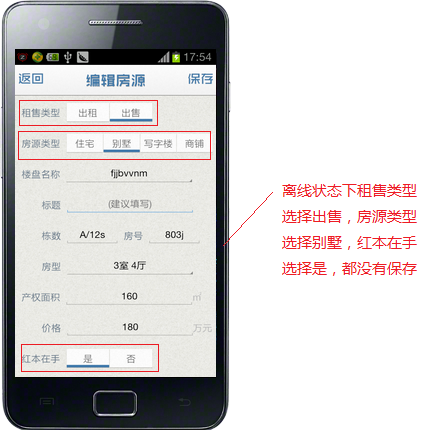 17:54
返回 编辑房源 保存
租售类型 出租 出售
房源类型 住宅 别墅 写字楼 商铺
楼盘名称 fjjbvvnm
标题 (建议填写)
栋数 A/12s 房号 803j
房型 3室 4厅
产权面积 160 ㎡
价格 180 万元
红本在手 是 否
离线状态下租售类型
选择出售，房源类型
选择别墅，红本在手
选择是，都没有保存